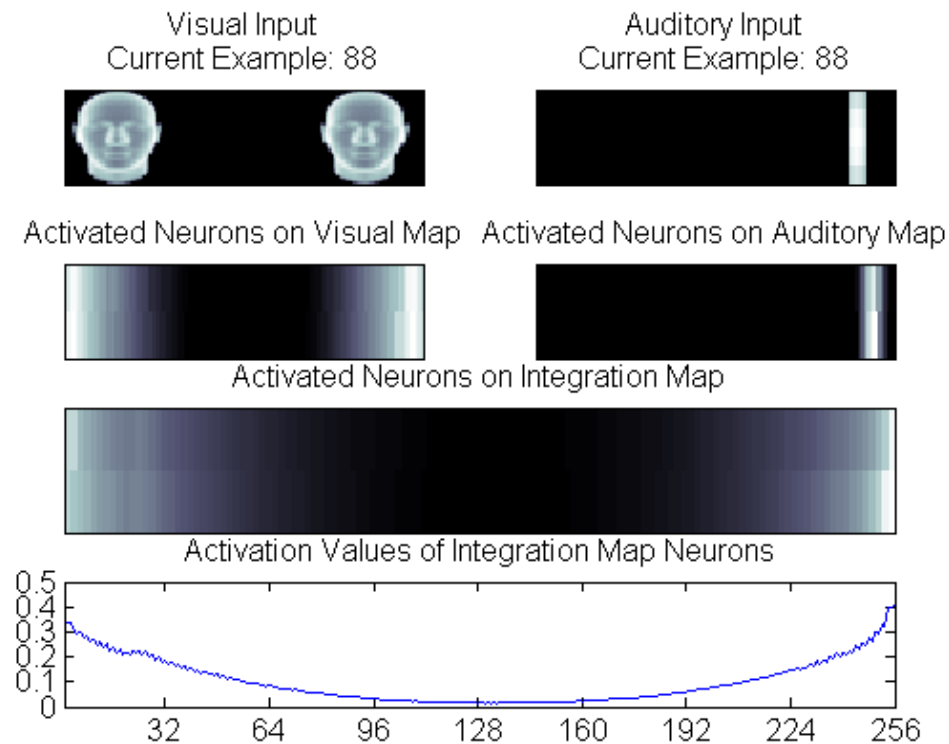 Visual Input
Current Example: 88
Auditory Input
Current Example: 88
Activated Neurons on Visual Map
Activated Neurons on Auditory Map
Activated Neurons on Integration Map
Activation Values of Integration Map Neurons
0.5
0.4
0.3
0.2
0.1
0
32 64 96 128 160 192 224 256